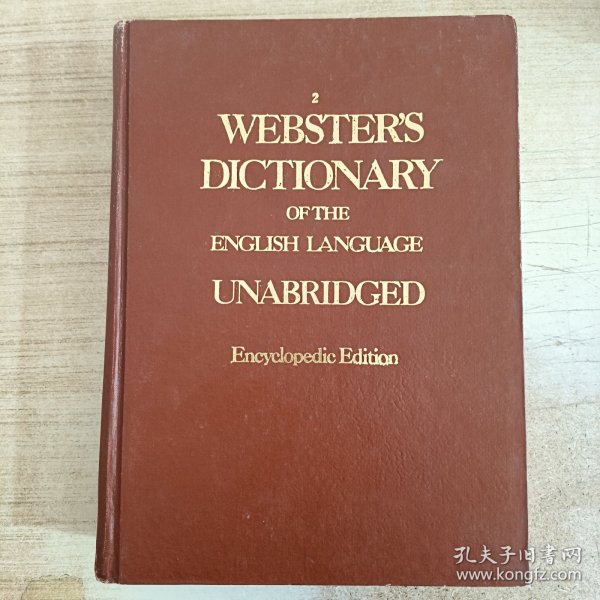 2
WEBSTER'S
DICTIONARY
OF THE
ENGLISH LANGUAGE
UNABRIDGED
Encyclopedic Edition
孔夫子旧书网
www.kongfz.com